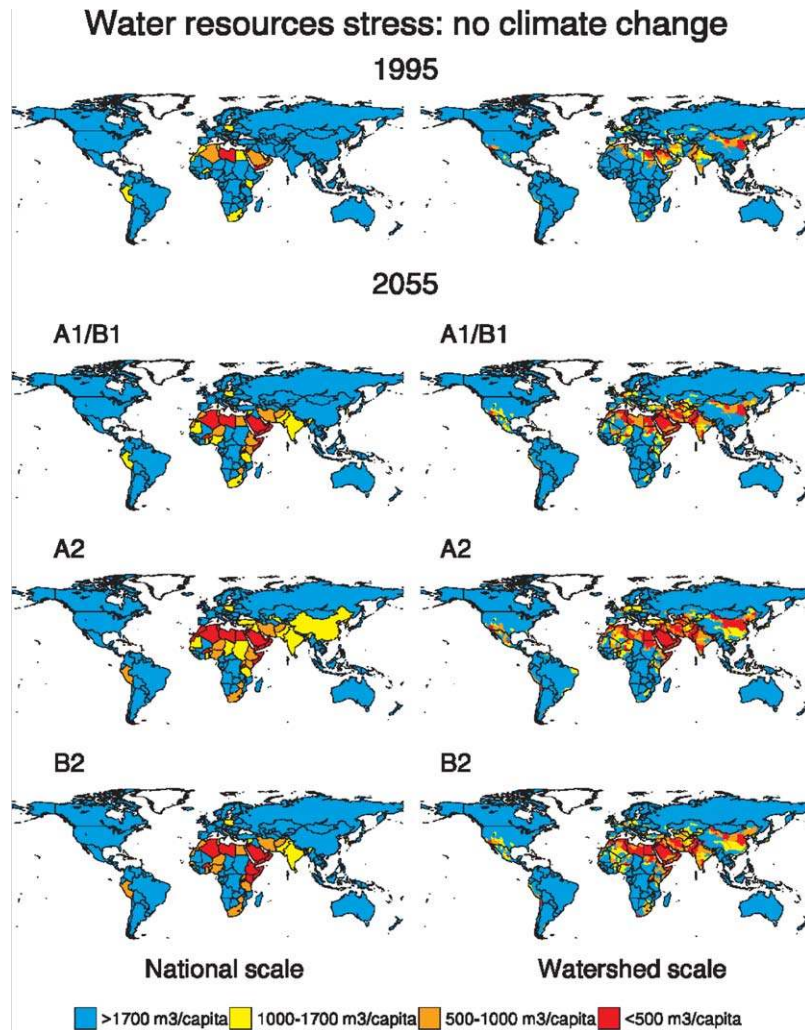 Water resources stress: no climate change
1995
2055
A1/B1 A1/B1
A2 A2
B2 B2
National scale Watershed scale
>1700 m3/capita 1000-1700 m3/capita 500-1000 m3/capita <500 m3/capita